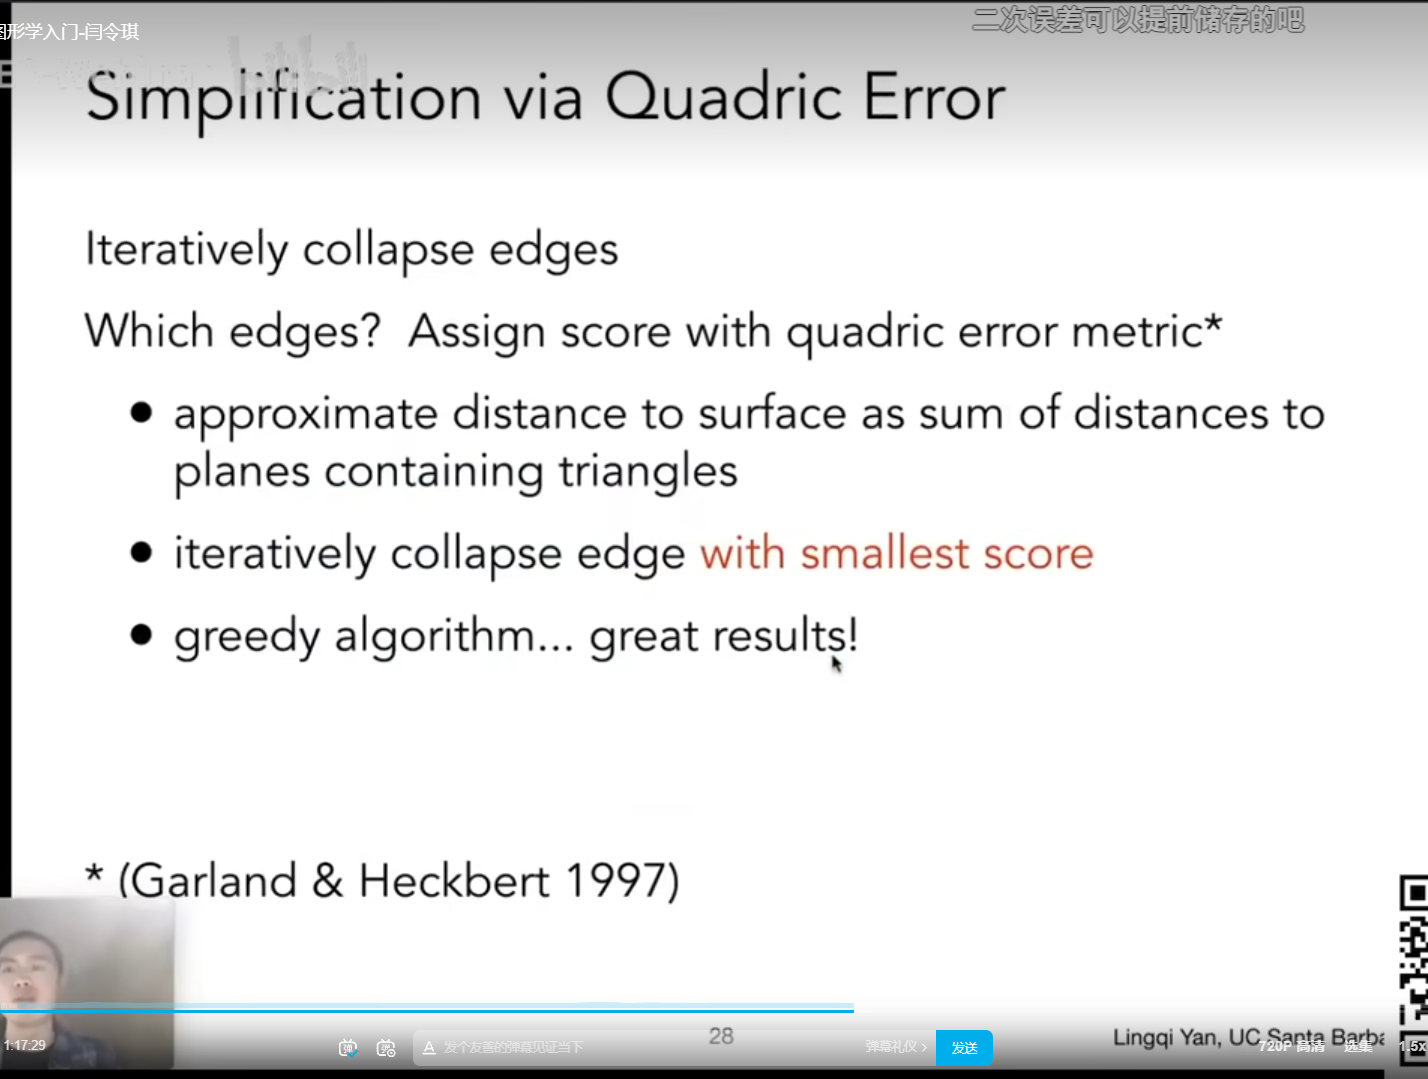 二次误差可以提前储存的吧
图形学入门-闫令琪
Simplification via Quadric Error
Iteratively collapse edges
Which edges? Assign score with quadric error metric*
● approximate distance to surface as sum of distances to
planes containing triangles
● iteratively collapse edge with smallest score
● greedy algorithm... great results!
* (Garland & Heckbert 1997)
28
Lingqi Yan, UC Santa Barba
1:17:29
A 发个友善的弹幕见证当下
弹幕礼仪 >
发送
720P 高清
选集
1.5x